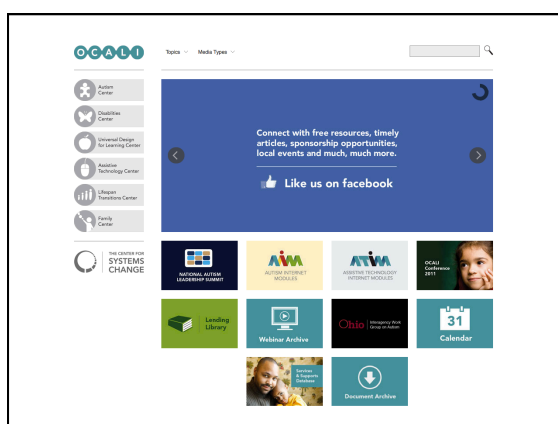 OCALI
Topics
Media Types
Autism
Center
Disabilities
Center
Universal Design
for Learning Center
Assistive
Technology Center
Lifespan
Transitions Center
Family
Center
THE CENTER FOR
SYSTEMS
CHANGE
Connect with free resources, timely
articles, sponsorship opportunities,
local events and much, much more.
Like us on facebook
NATIONAL AUTISM
LEADERSHIP SUMMIT
AIM
AUTISM INTERNET
MODULES
ATIM
ASSISTIVE TECHNOLOGY
INTERNET MODULES
OCALI
Conference
2011
Lending
Library
Webinar Archive
Ohio
Interagency Work
Group on Autism
31
Calendar
Services
& Supports
Database
Document Archive